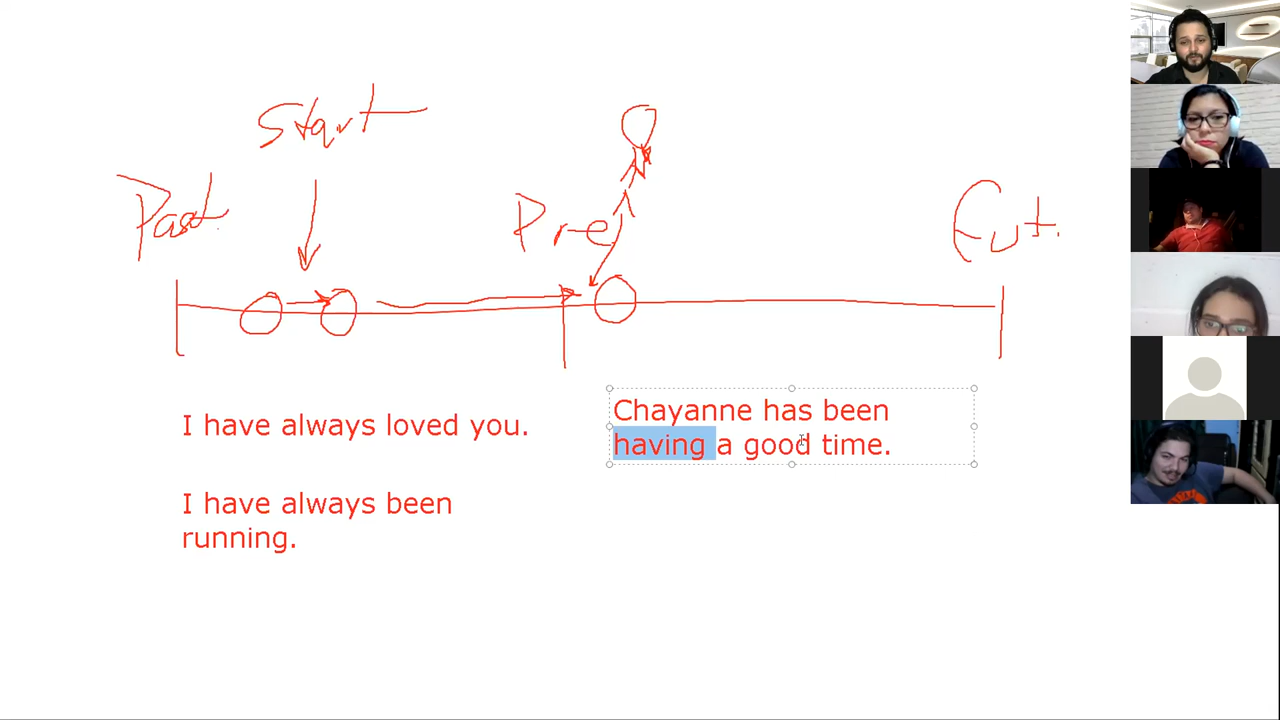 Start
Past.
Pre
Fut.
I have always loved you.
I have always been
running.
Chayanne has been
having a good time.